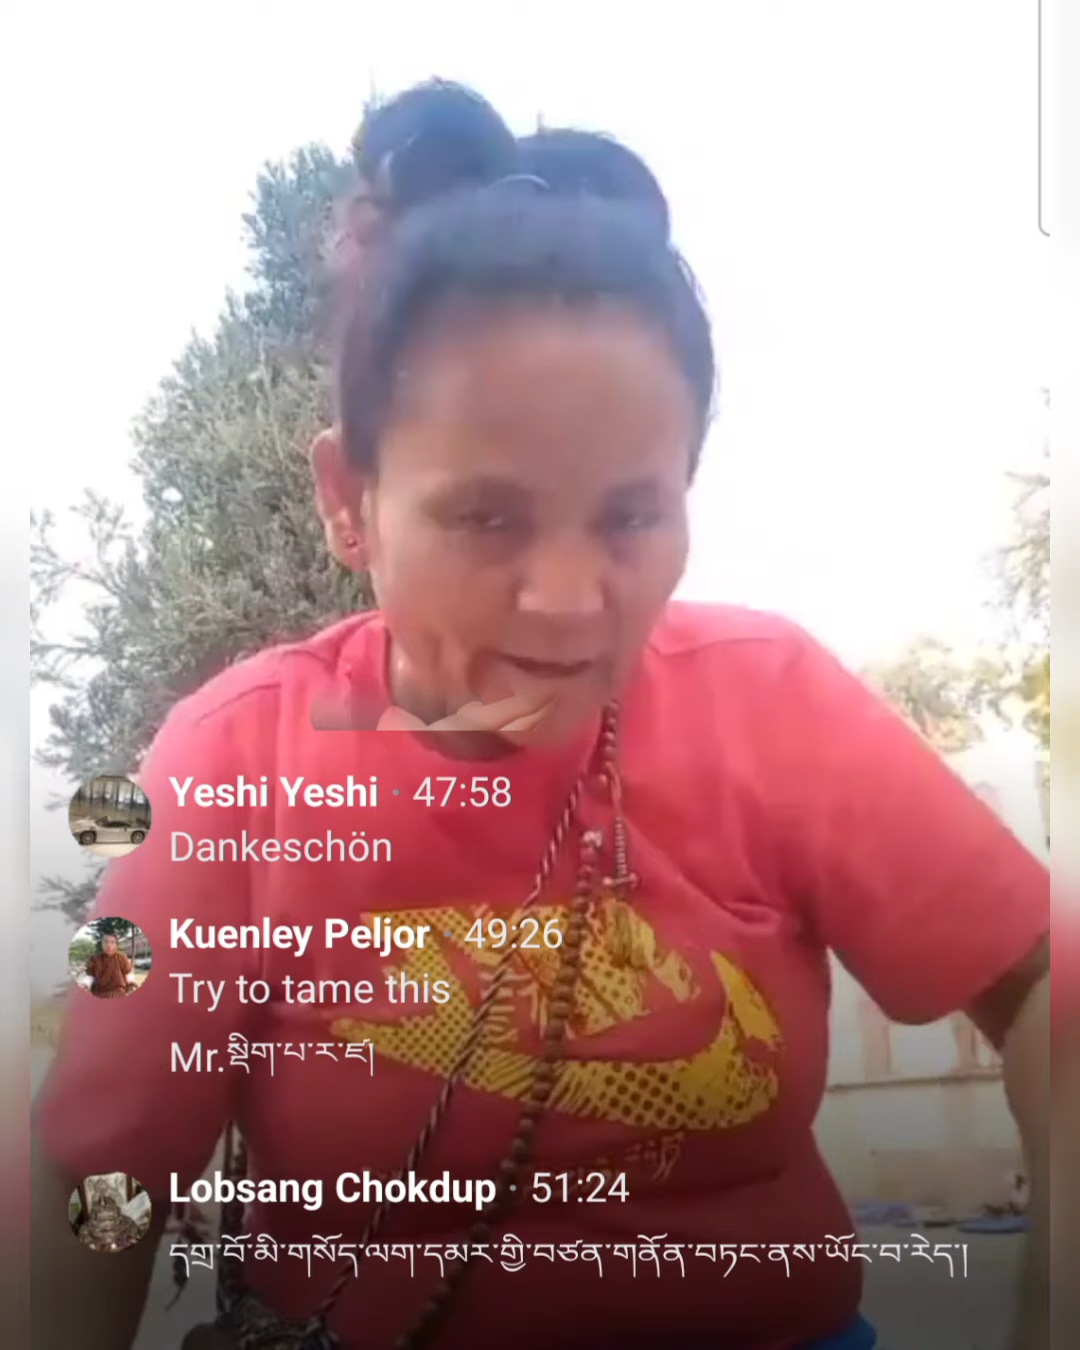 Yeshi Yeshi · 47:58
Dankeschön
Kuenley Peljor · 49:26
Try to tame this
Mr.སྡིག་པ་ར་ཛ།
Lobsang Chokdup · 51:24
དགྲ་བོ་མི་གསོད་ལག་དམར་གྱི་བཙན་གནོན་བཏང་ནས་ཡོང་བ་རེད་།